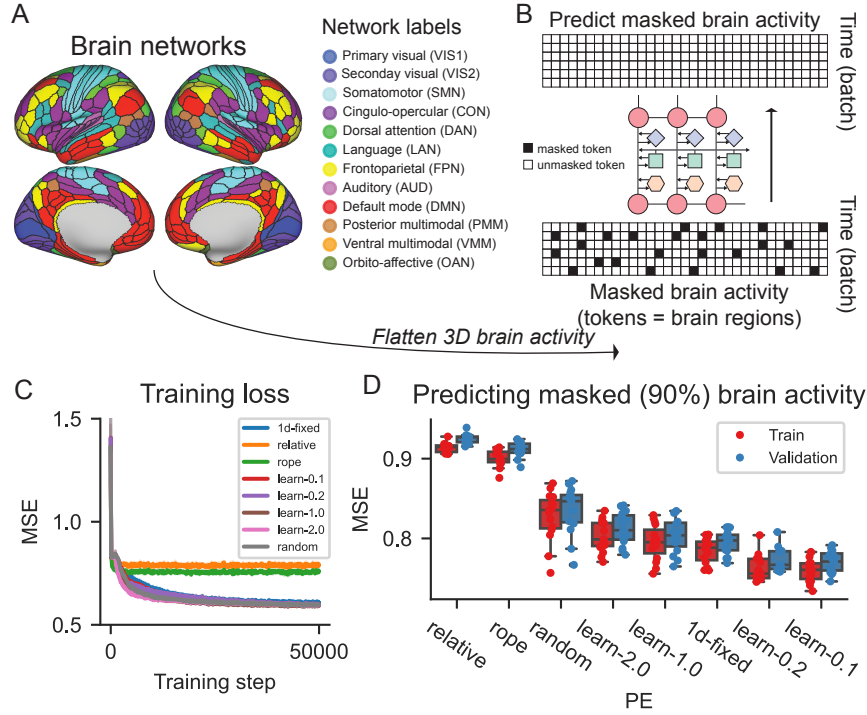 A
Brain networks
Network labels
Primary visual (VIS1)
Seconday visual (VIS2)
Somatomotor (SMN)
Cingulo-opercular (CON)
Dorsal attention (DAN)
Language (LAN)
Frontoparietal (FPN)
Auditory (AUD)
Default mode (DMN)
Posterior multimodal (PMM)
Ventral multimodal (VMM)
Orbito-affective (OAN)
B
Predict masked brain activity
Time (batch)
masked token
unmasked token
Time (batch)
Masked brain activity
(tokens = brain regions)
Flatten 3D brain activity
C
Training loss
MSE
1.5
1.0
0.5
0
50000
Training step
1d-fixed
relative
rope
learn-0.1
learn-0.2
learn-1.0
learn-2.0
random
D
Predicting masked (90%) brain activity
Train
Validation
MSE
0.9
0.8
relative
rope
random
learn-2.0
learn-1.0
1d-fixed
learn-0.2
learn-0.1
PE